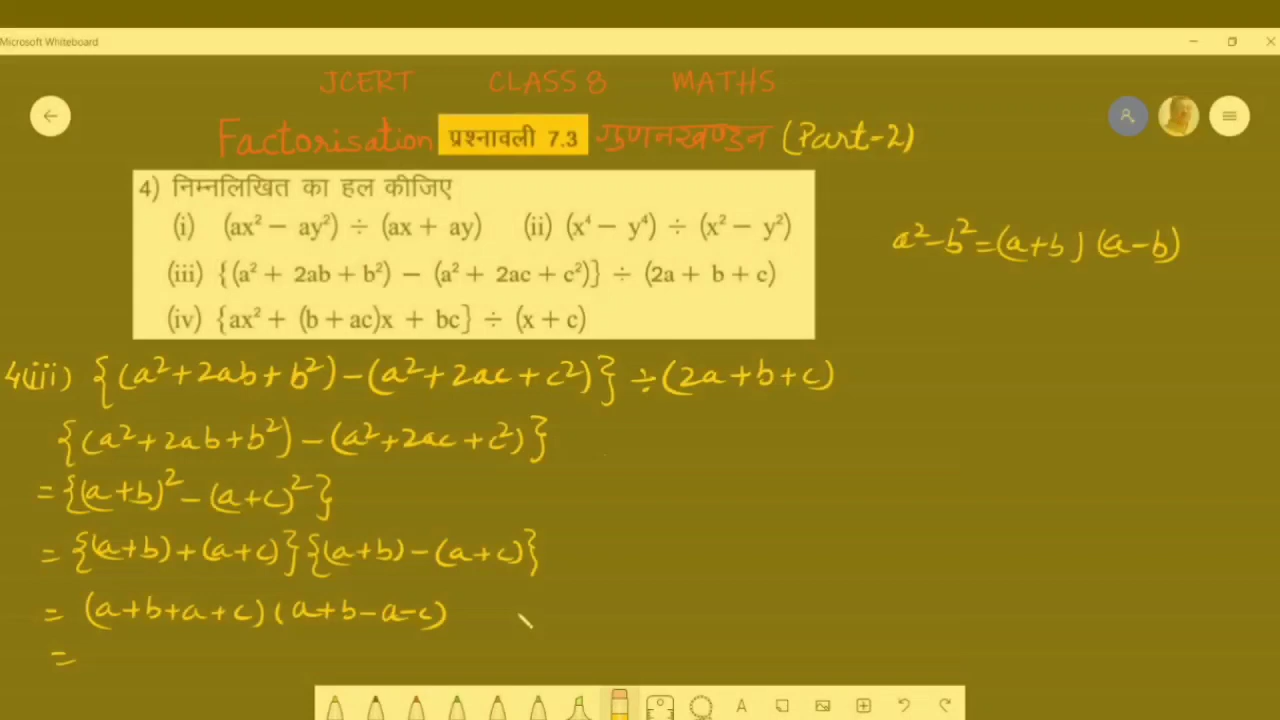 Microsoft Whiteboard
JCERT CLASS 8 MATHS
Factorisation प्रश्नावली 7.3 गुणनखण्डन (Part-2)
4) निम्नलिखित का हल कीजिए
(i) (ax² − ay²) ÷ (ax + ay) (ii) (x⁴ − y⁴) ÷ (x² − y²)
a²-b²=(a+b)(a-b)
(iii) {(a² + 2ab + b²) − (a² + 2ac + c²)} ÷ (2a + b + c)
(iv) {ax² + (b + ac)x + bc} ÷ (x + c)
4(iii) {(a²+2ab+b²)-(a²+2ac+c²)} ÷(2a+b+c)
{(a²+2ab+b²)-(a²+2ac+c²)}
={(a+b)²-(a+c)²}
= {(a+b)+(a+c)}{(a+b)-(a+c)}
= (a+b+a+c)(a+b-a-c)
=
A